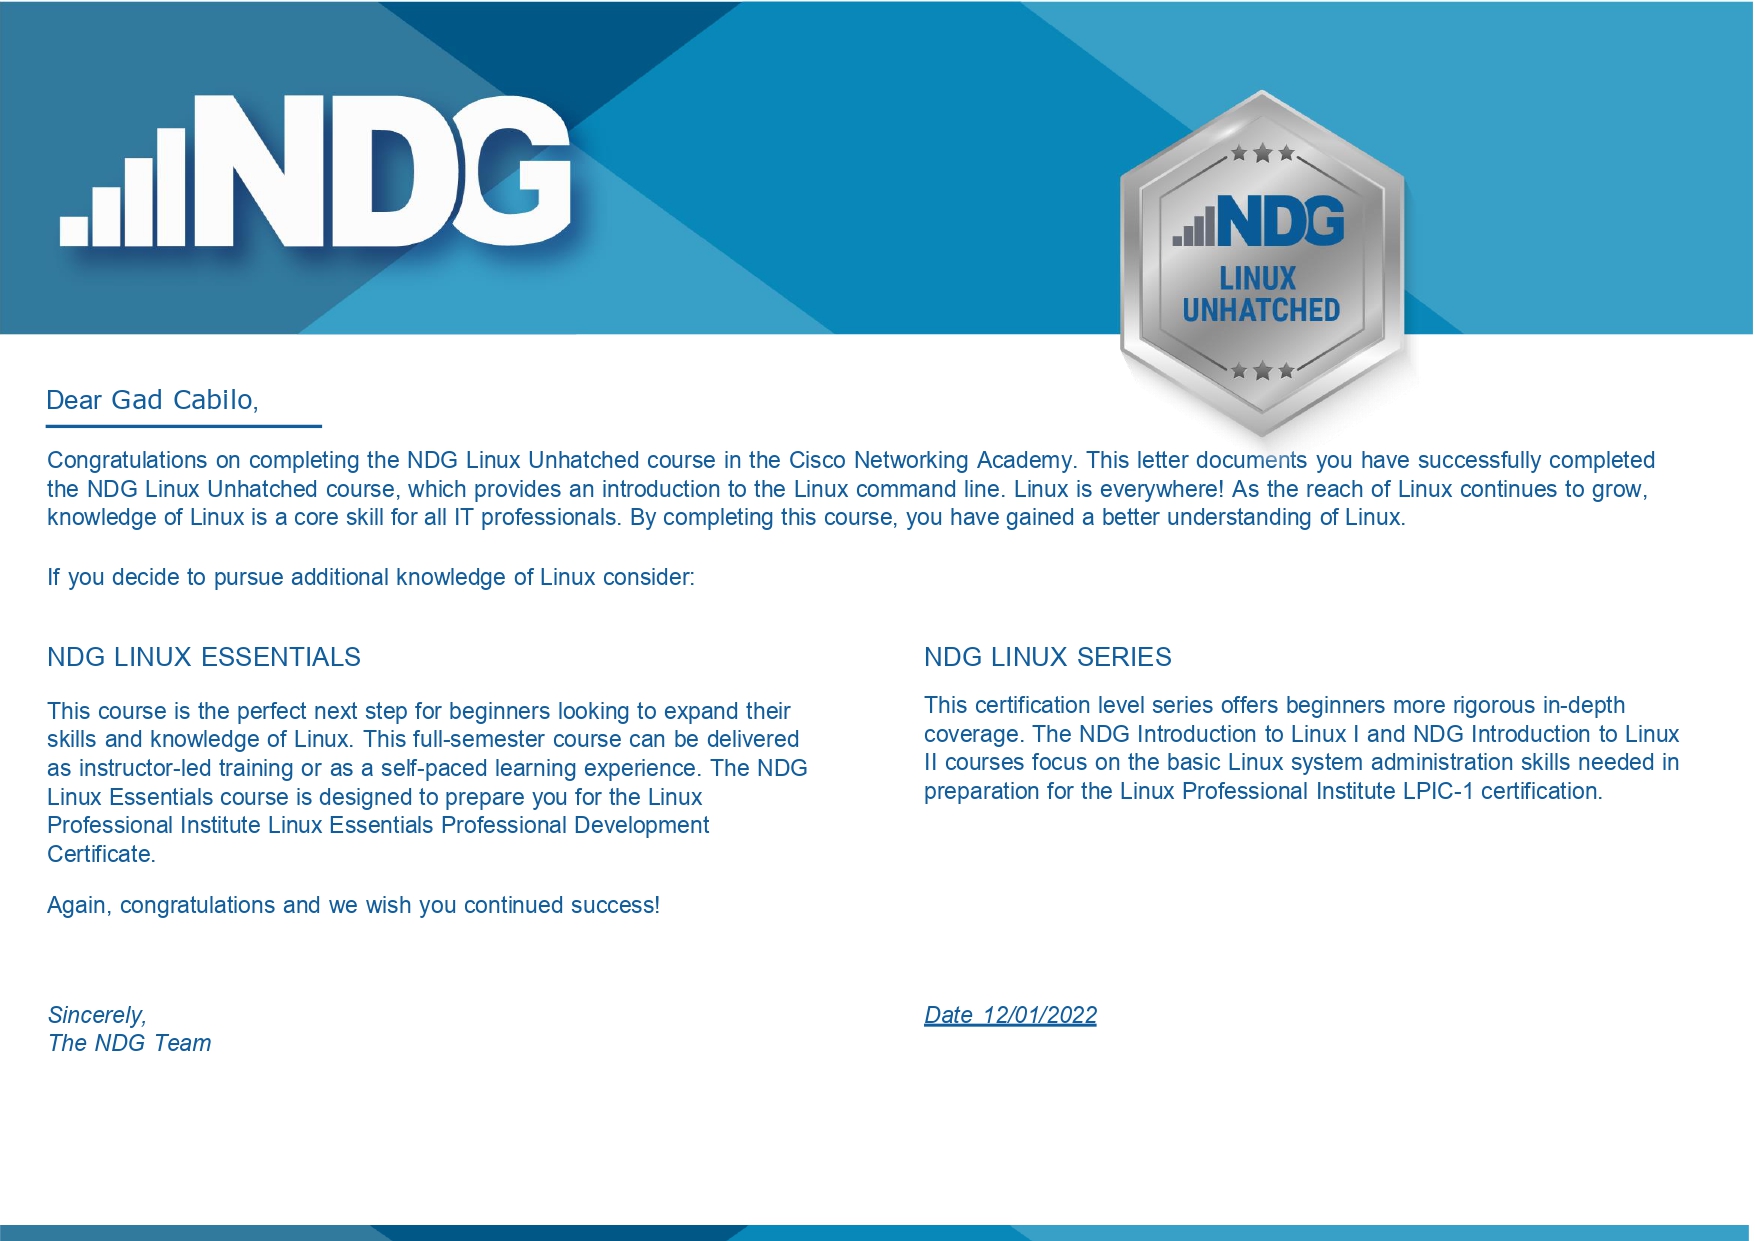 NDG
NDG
LINUX
UNHATCHED
Dear Gad Cabilo,
Congratulations on completing the NDG Linux Unhatched course in the Cisco Networking Academy. This letter documents you have successfully completed
the NDG Linux Unhatched course, which provides an introduction to the Linux command line. Linux is everywhere! As the reach of Linux continues to grow,
knowledge of Linux is a core skill for all IT professionals. By completing this course, you have gained a better understanding of Linux.
If you decide to pursue additional knowledge of Linux consider:
NDG LINUX ESSENTIALS
This course is the perfect next step for beginners looking to expand their
skills and knowledge of Linux. This full-semester course can be delivered
as instructor-led training or as a self-paced learning experience. The NDG
Linux Essentials course is designed to prepare you for the Linux
Professional Institute Linux Essentials Professional Development
Certificate.
Again, congratulations and we wish you continued success!
NDG LINUX SERIES
This certification level series offers beginners more rigorous in-depth
coverage. The NDG Introduction to Linux I and NDG Introduction to Linux
II courses focus on the basic Linux system administration skills needed in
preparation for the Linux Professional Institute LPIC-1 certification.
Sincerely,
The NDG Team
Date 12/01/2022